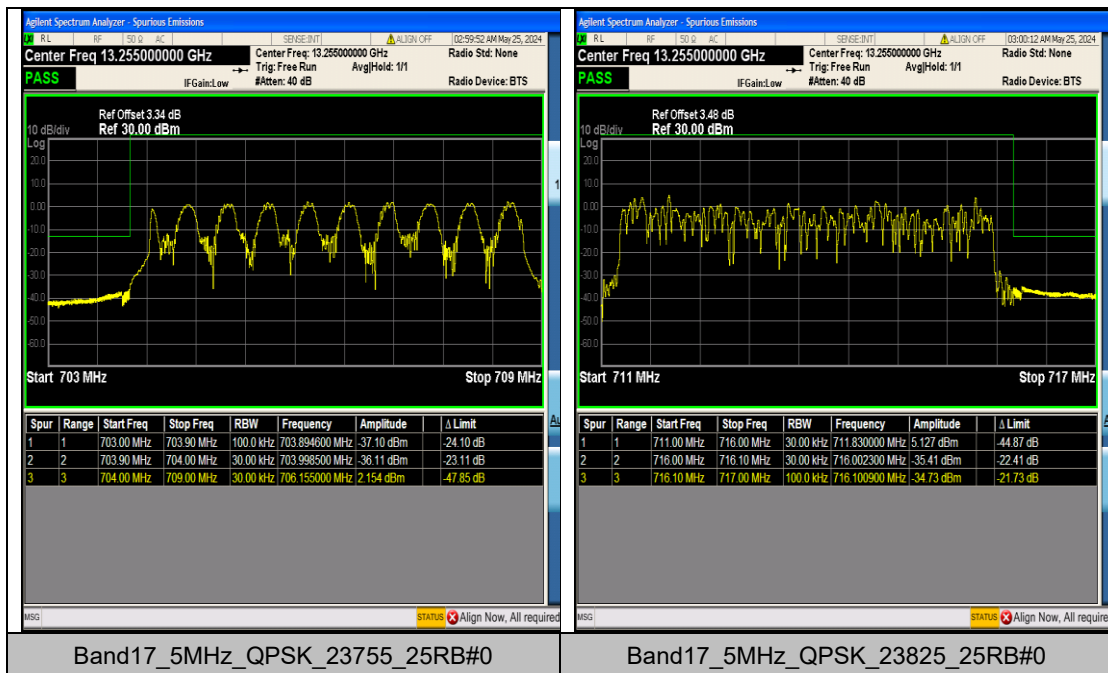 Agilent Spectrum Analyzer - Spurious Emissions
RL RF 50 Ω AC SENSE:INT ALIGN OFF 02:59:52 AM May 25, 2024
Center Freq 13.255000000 GHz Center Freq: 13.255000000 GHz Radio Std: None
Trig: Free Run Avg|Hold: 1/1
PASS IFGain:Low #Atten: 40 dB Radio Device: BTS
Ref Offset 3.34 dB
10 dB/div Ref 30.00 dBm
Log
20.0
10.0
0.00
-10.0
-20.0
-30.0
-40.0
-50.0
-60.0
Start 703 MHz Stop 709 MHz
Spur Range Start Freq Stop Freq RBW Frequency Amplitude Δ Limit
1 1 703.00 MHz 703.90 MHz 100.0 kHz 703.894600 MHz -37.10 dBm -24.10 dB
2 2 703.90 MHz 704.00 MHz 30.00 kHz 703.998500 MHz -36.11 dBm -23.11 dB
3 3 704.00 MHz 709.00 MHz 30.00 kHz 706.155000 MHz 2.154 dBm -47.85 dB
MSG STATUS Align Now, All required
Band17_5MHz_QPSK_23755_25RB#0
Agilent Spectrum Analyzer - Spurious Emissions
RL RF 50 Ω AC SENSE:INT ALIGN OFF 03:00:12 AM May 25, 2024
Center Freq 13.255000000 GHz Center Freq: 13.255000000 GHz Radio Std: None
Trig: Free Run Avg|Hold: 1/1
PASS IFGain:Low #Atten: 40 dB Radio Device: BTS
Ref Offset 3.48 dB
10 dB/div Ref 30.00 dBm
Log
20.0
10.0
0.00
-10.0
-20.0
-30.0
-40.0
-50.0
-60.0
Start 711 MHz Stop 717 MHz
Spur Range Start Freq Stop Freq RBW Frequency Amplitude Δ Limit
1 1 711.00 MHz 716.00 MHz 30.00 kHz 711.830000 MHz 5.127 dBm -44.87 dB
2 2 716.00 MHz 716.10 MHz 30.00 kHz 716.002300 MHz -35.41 dBm -22.41 dB
3 3 716.10 MHz 717.00 MHz 100.0 kHz 716.100900 MHz -34.73 dBm -21.73 dB
MSG STATUS Align Now, All require
Band17_5MHz_QPSK_23825_25RB#0